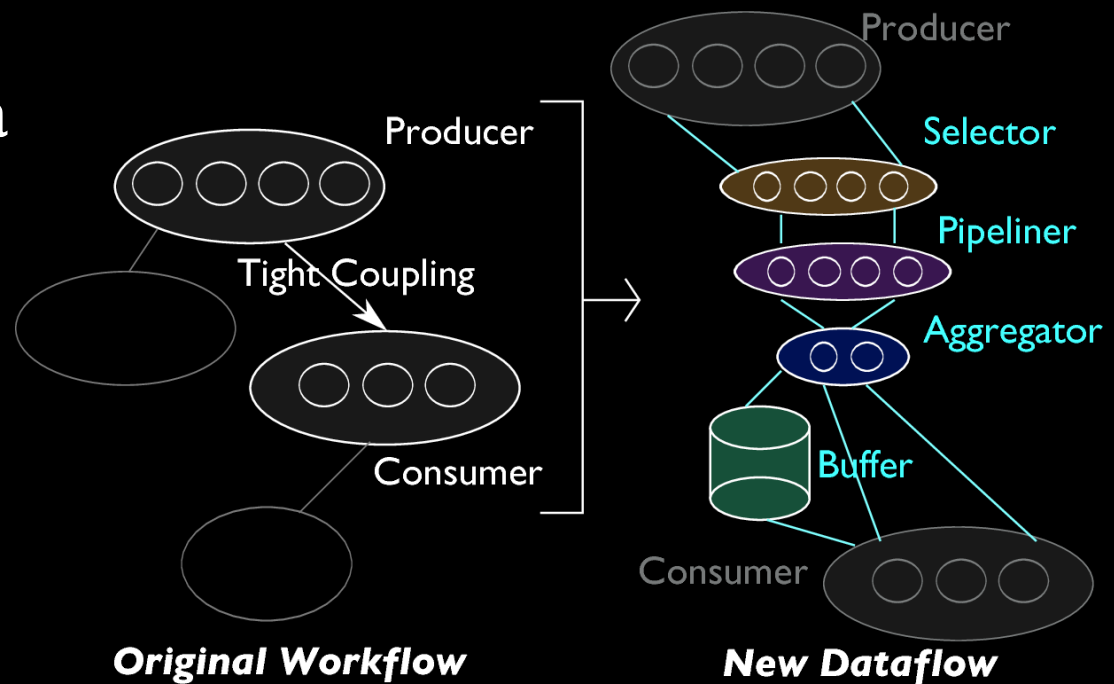 a
Producer
Tight Coupling
Consumer
Original Workflow
Producer
Selector
Pipeliner
Aggregator
Buffer
Consumer
New Dataflow